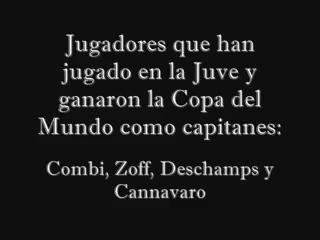 Jugadores que han
jugado en la Juve y
ganaron la Copa del
Mundo como capitanes:
Combi, Zoff, Deschamps y
Cannavaro